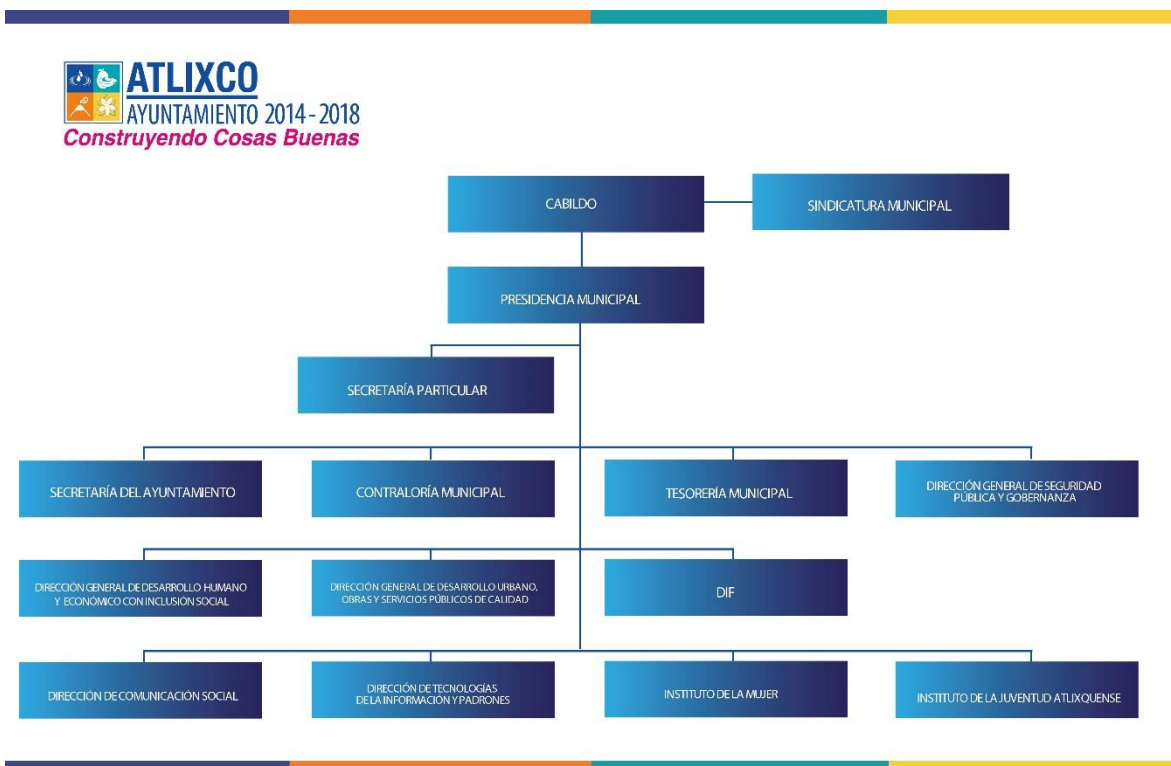 ATLIXCO
AYUNTAMIENTO 2014-2018
Construyendo Cosas Buenas
CABILDO
SINDICATURA MUNICIPAL
PRESIDENCIA MUNICIPAL
SECRETARÍA PARTICULAR
SECRETARÍA DEL AYUNTAMIENTO
CONTRALORÍA MUNICIPAL
TESORERÍA MUNICIPAL
DIRECCIÓN GENERAL DE SEGURIDAD
PÚBLICA Y GOBERNANZA
DIRECCIÓN GENERAL DE DESARROLLO HUMANO
Y ECONÓMICO CON INCLUSIÓN SOCIAL
DIRECCIÓN GENERAL DE DESARROLLO URBANO,
OBRAS Y SERVICIOS PÚBLICOS DE CALIDAD
DIF
DIRECCIÓN DE COMUNICACIÓN SOCIAL
DIRECCIÓN DE TECNOLOGÍAS
DE LA INFORMACIÓN Y PADRONES
INSTITUTO DE LA MUJER
INSTITUTO DE LA JUVENTUD ATLIXQUENSE